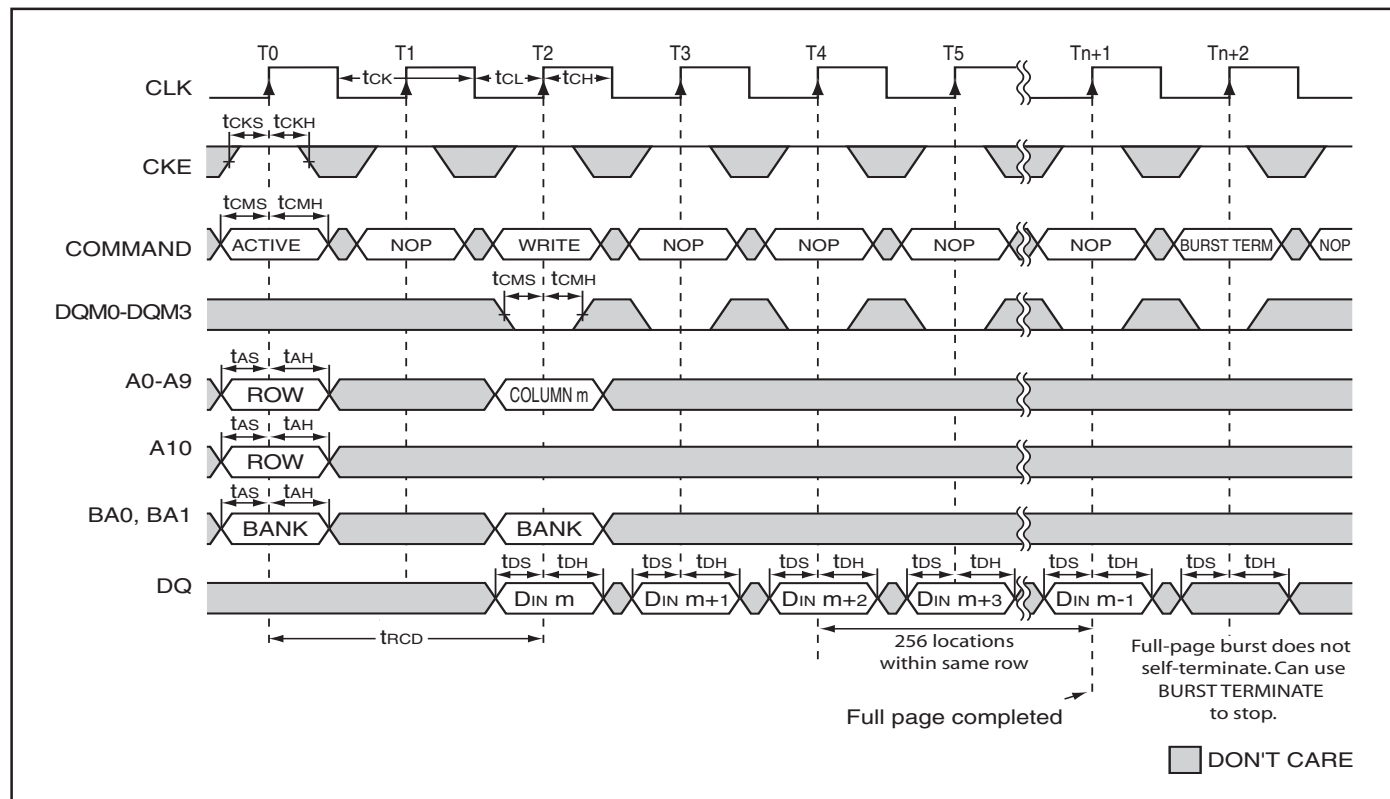 T0 T1 T2 T3 T4 T5 Tn+1 Tn+2
CLK tCK tCL tCH
tCKS tCKH
CKE
tCMS tCMH
COMMAND ACTIVE NOP WRITE NOP NOP NOP NOP BURST TERM NOP
tCMS tCMH
DQM0-DQM3
tAS tAH
A0-A9 ROW COLUMN m
tAS tAH
A10 ROW
tAS tAH
BA0, BA1 BANK BANK
tDS tDH tDS tDH tDS tDH tDS tDH tDS tDH tDS tDH
DQ DIN m DIN m+1 DIN m+2 DIN m+3 DIN m-1
tRCD
256 locations
within same row
Full page completed
Full-page burst does not
self-terminate. Can use
BURST TERMINATE
to stop.
DON'T CARE